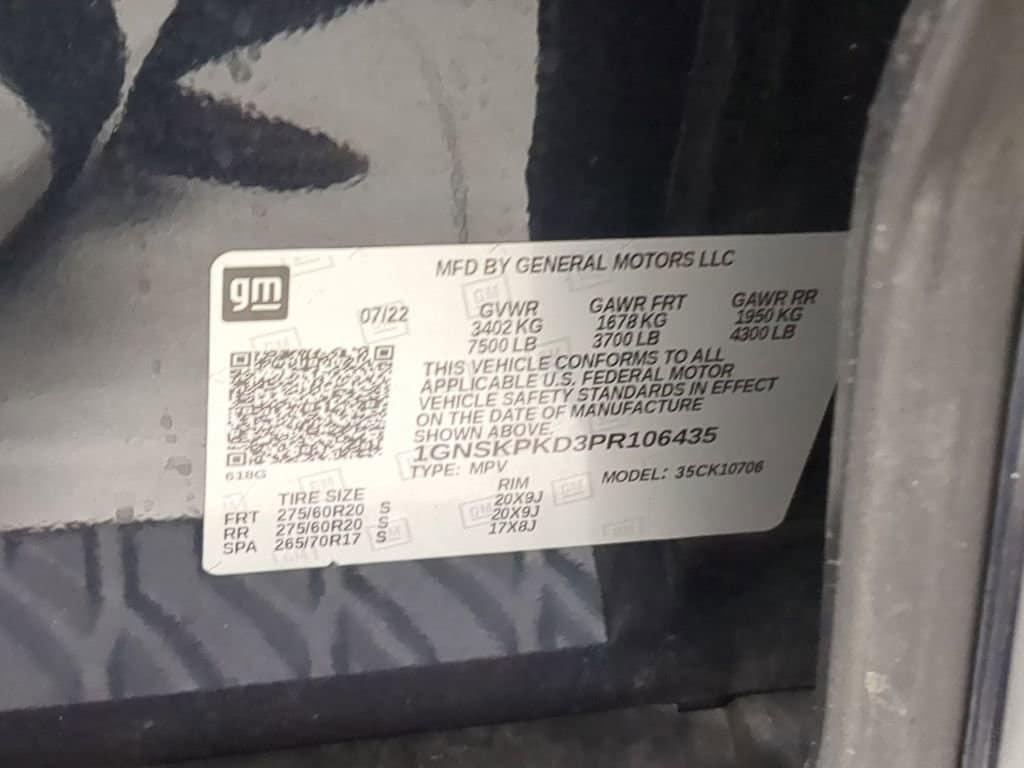 gm
MFD BY GENERAL MOTORS LLC
07/22
GVWR GAWR FRT GAWR RR
3402 KG 1678 KG 1950 KG
7500 LB 3700 LB 4300 LB
THIS VEHICLE CONFORMS TO ALL
APPLICABLE U.S. FEDERAL MOTOR
VEHICLE SAFETY STANDARDS IN EFFECT
ON THE DATE OF MANUFACTURE
SHOWN ABOVE.
1GNSKPKD3PR106435
618G
TYPE: MPV MODEL: 35CK10706
TIRE SIZE RIM
FRT 275/60R20 S 20X9J
RR 275/60R20 S 20X9J
SPA 265/70R17 S 17X8J